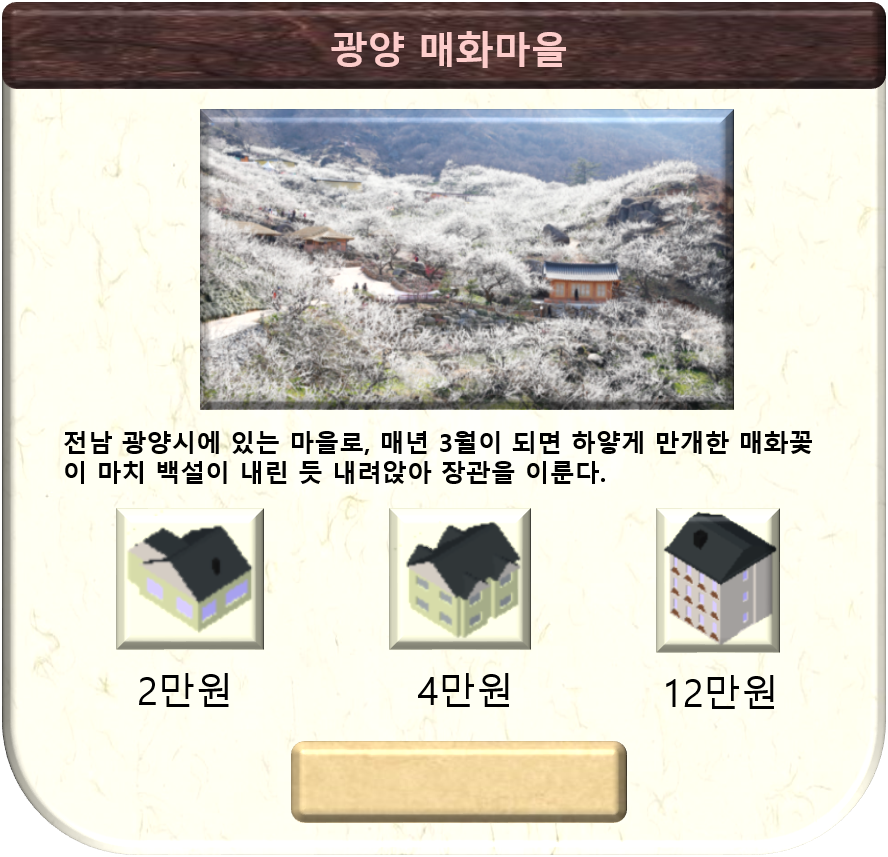 광양 매화마을
전남 광양시에 있는 마을로, 매년 3월이 되면 하얗게 만개한 매화꽃
이 마치 백설이 내린 듯 내려앉아 장관을 이룬다.
2만원
4만원
12만원